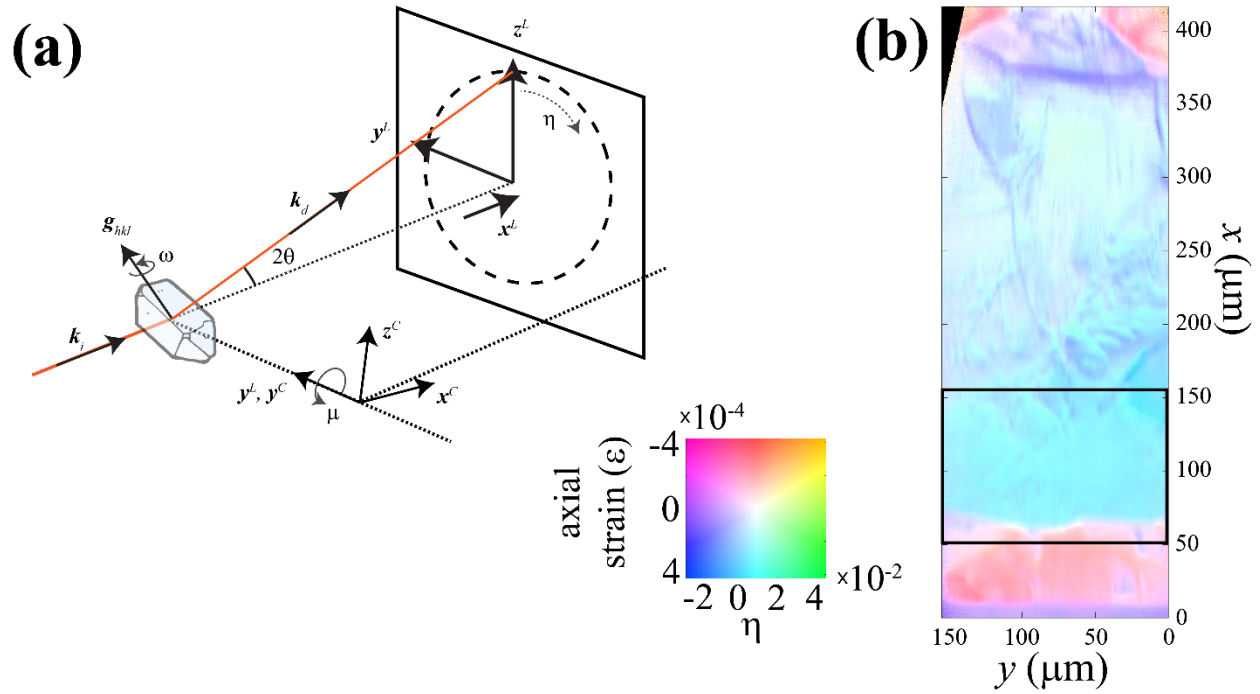 (a)
z^L
η
y^L
k_d
x^L
g_hkl
ω
2θ
k_i
z^C
y^L, y^C
x^C
μ
×10^-4
-4
0
4
axial
strain (ε)
-2 0 2 4
×10^-2
η
(b)
400
350
300
250
200
150
100
50
0
x (μm)
150 100 50 0
y (μm)